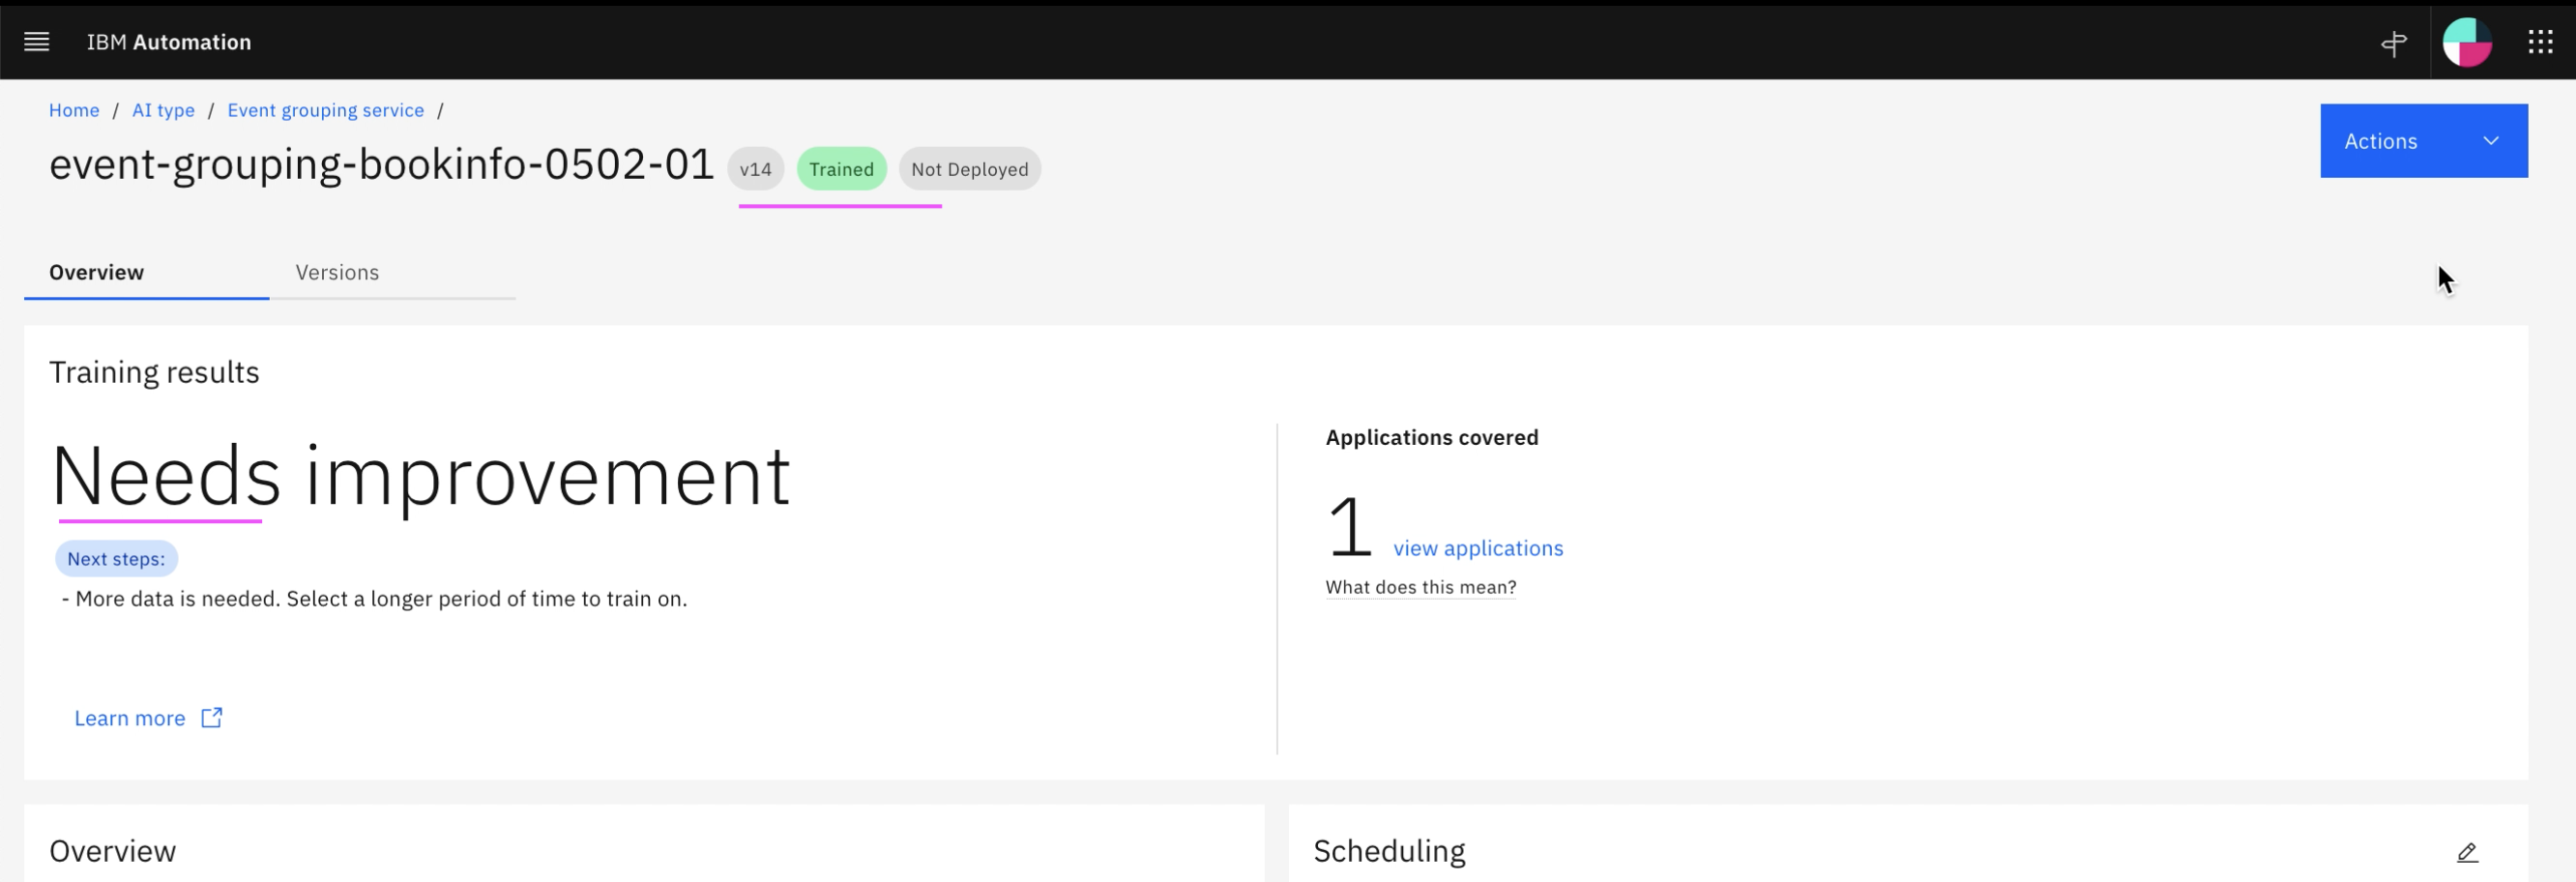 IBM Automation
Home / AI type / Event grouping service /
event-grouping-bookinfo-0502-01 v14 Trained Not Deployed
Actions
Overview Versions
Training results
Needs improvement
Next steps:
- More data is needed. Select a longer period of time to train on.
Learn more
Applications covered
1 view applications
What does this mean?
Overview
Scheduling